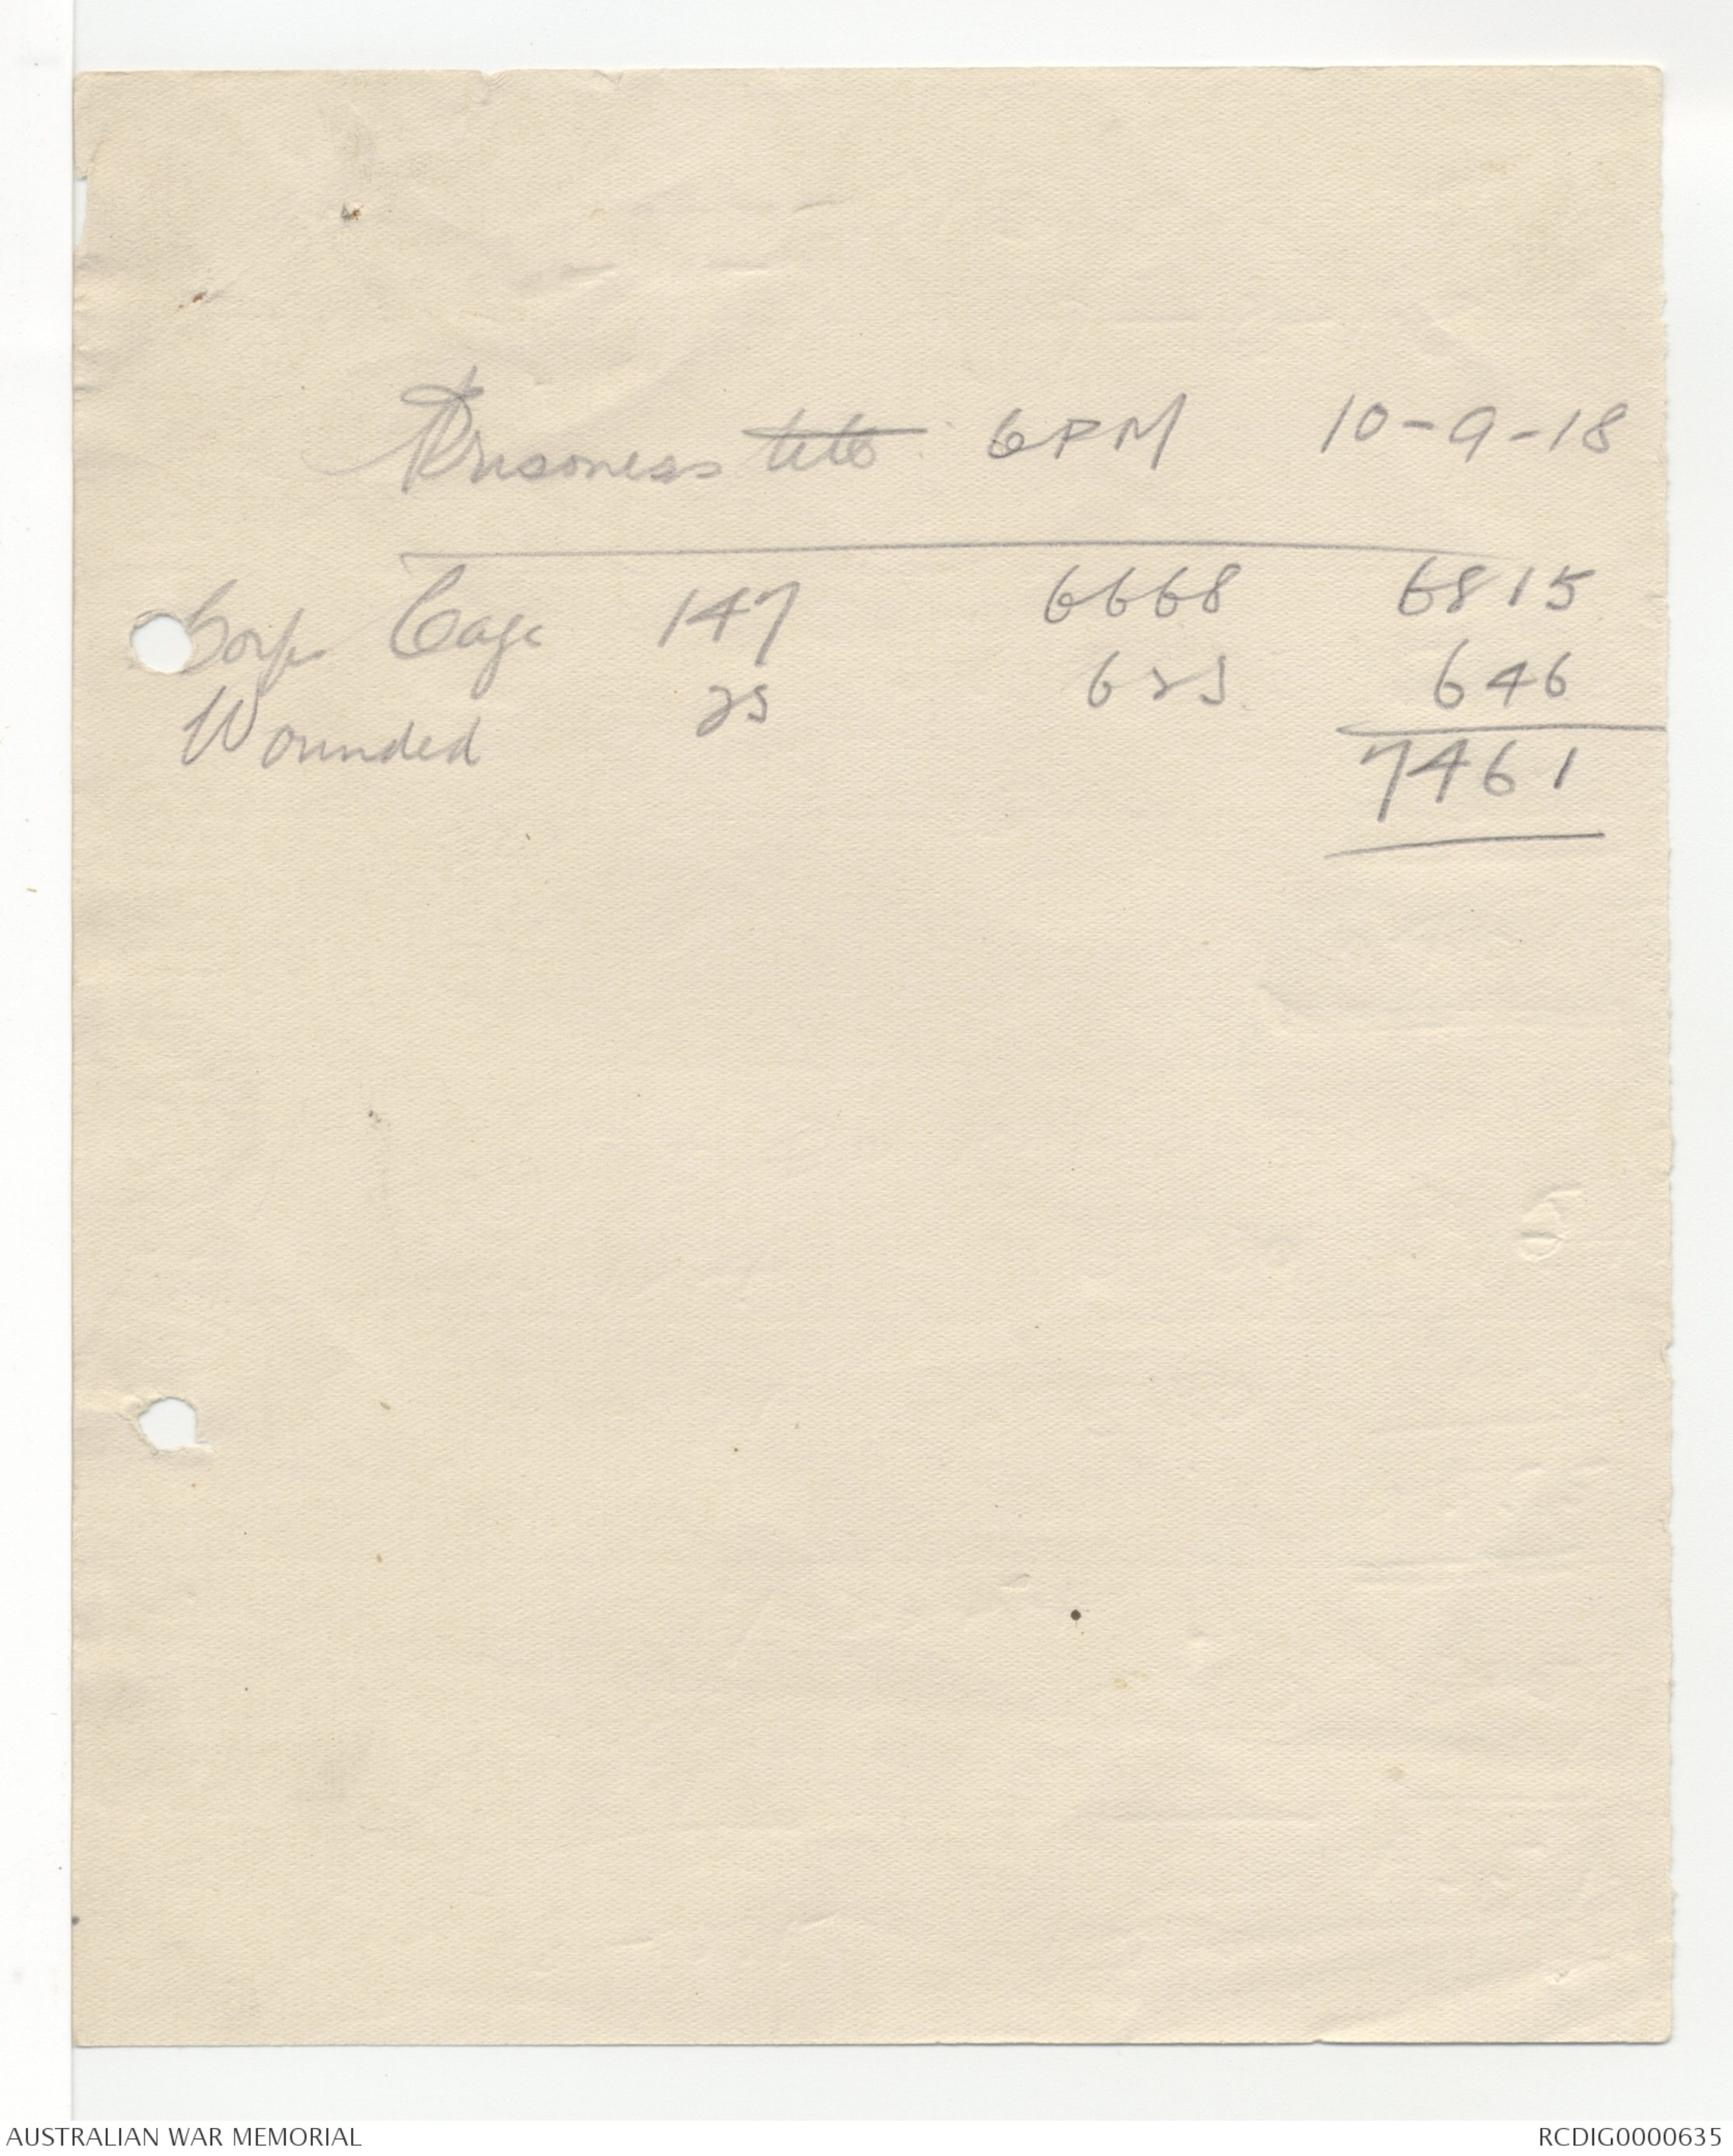 Prisoners 6PM 10-9-18
Corps Cage 147 6668 6815
Wounded 23 623 646
7461
AUSTRALIAN WAR MEMORIAL RCDIG0000635